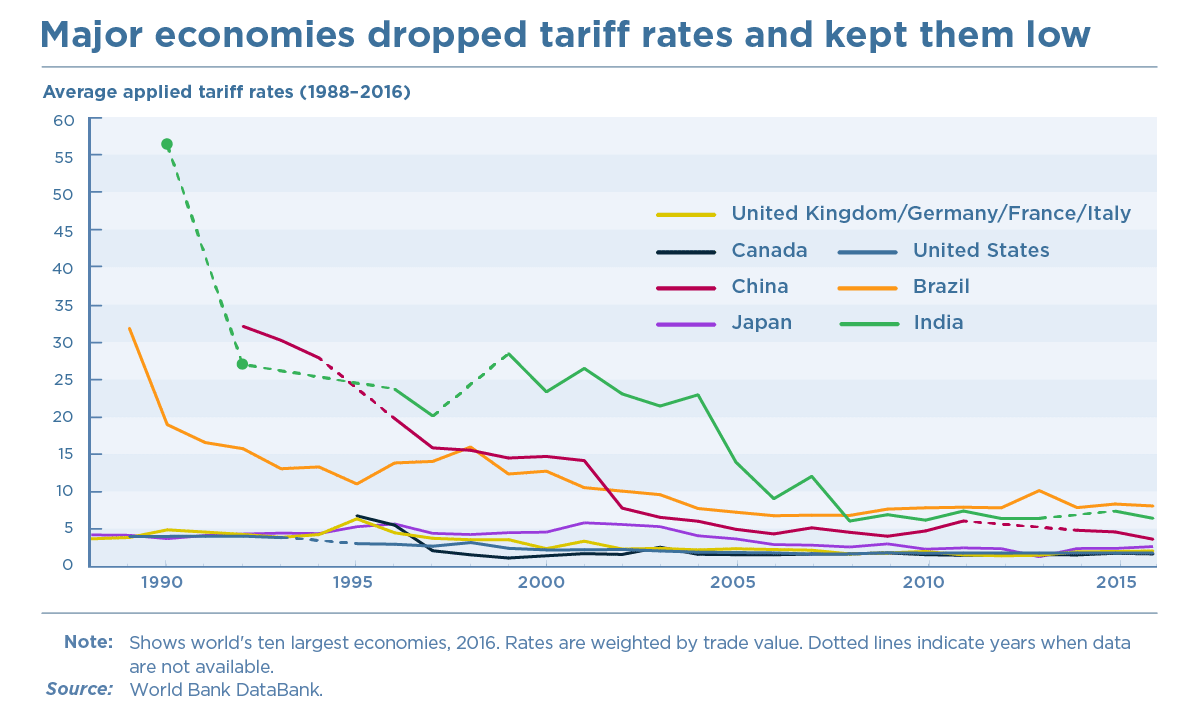 Major economies dropped tariff rates and kept them low
Average applied tariff rates (1988–2016)
60
55
50
45
40
35
30
25
20
15
10
5
0
United Kingdom/Germany/France/Italy
Canada United States
China Brazil
Japan India
1990 1995 2000 2005 2010 2015
Note: Shows world's ten largest economies, 2016. Rates are weighted by trade value. Dotted lines indicate years when data
are not available.
Source: World Bank DataBank.